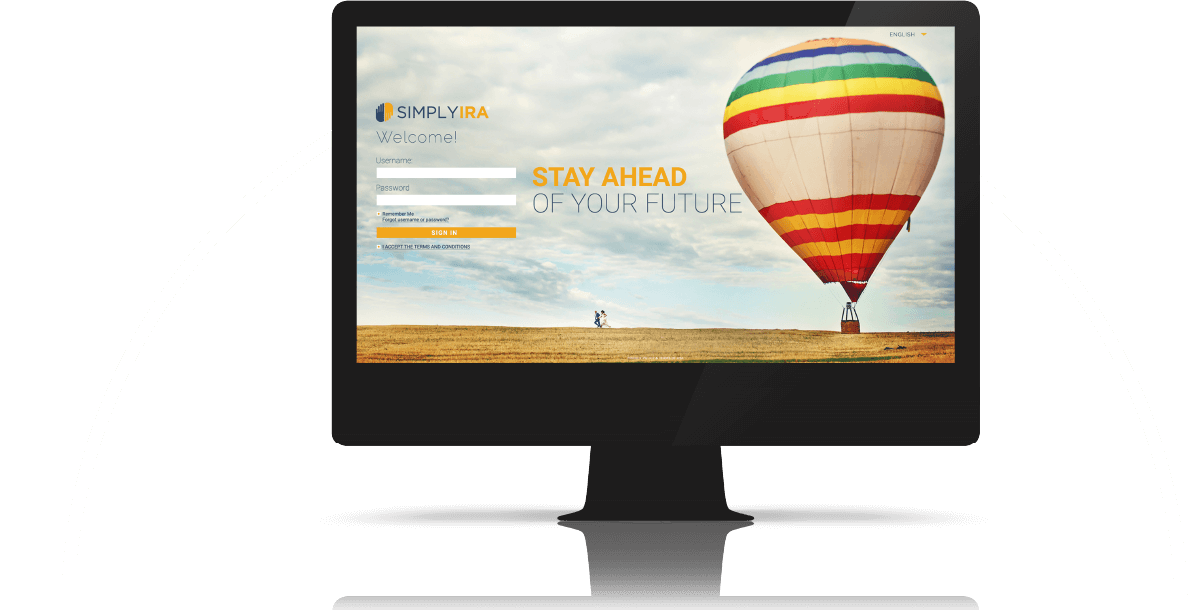 ENGLISH
SIMPLYIRA
Welcome!
Username:
Password
Remember Me
Forgot username or password?
SIGN IN
I ACCEPT THE TERMS AND CONDITIONS
STAY AHEAD
OF YOUR FUTURE